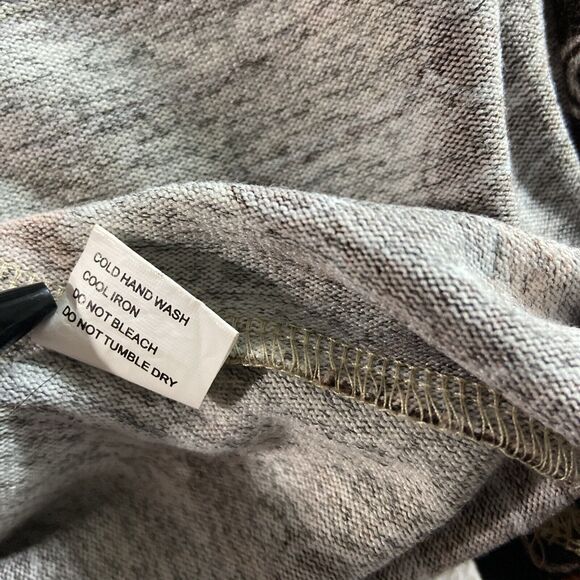 COLD HAND WASH
COOL IRON
DO NOT BLEACH
DO NOT TUMBLE DRY